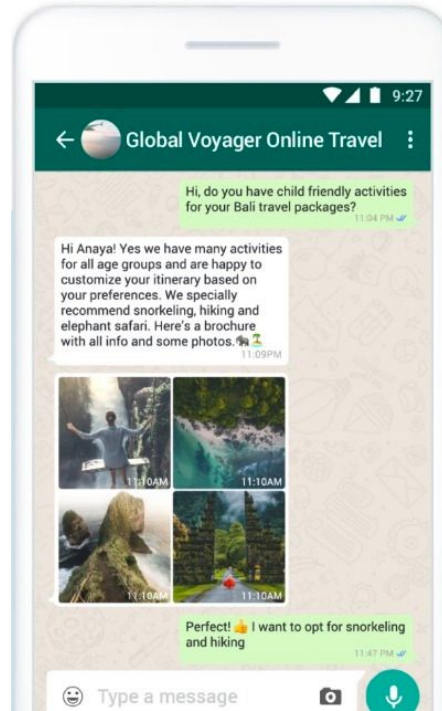 9:27
Global Voyager Online Travel
Hi, do you have child friendly activities
for your Bali travel packages?
11:04 PM
Hi Anaya! Yes we have many activities
for all age groups and are happy to
customize your itinerary based on
your preferences. We specially
recommend snorkeling, hiking and
elephant safari. Here's a brochure
with all info and some photos.🐘🏝️
11:09PM
11:10AM 11:10AM
11:10AM 11:10AM
Perfect! 👍 I want to opt for snorkeling
and hiking
11:47 PM
Type a message